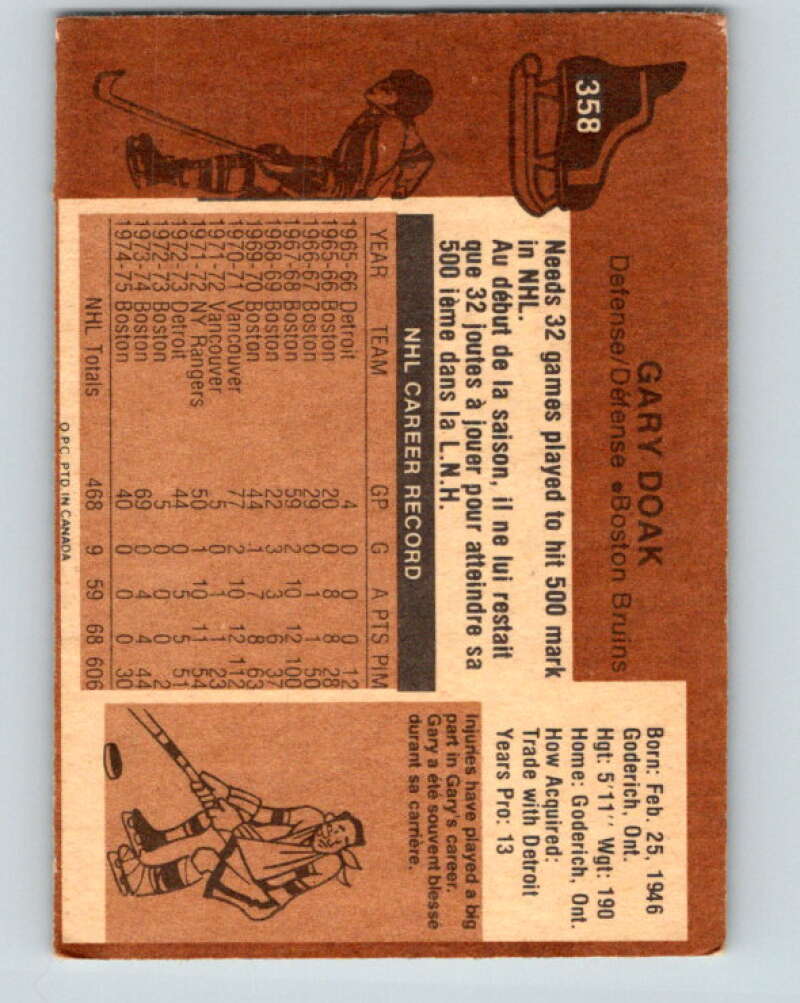 358
GARY DOAK
Defense/Défense •Boston Bruins
Born: Feb. 25, 1946
Goderich, Ont.
Hgt: 5'11'' Wgt: 190
Home: Goderich, Ont.
How Acquired:
Trade with Detroit
Years Pro: 13
Needs 32 games played to hit 500 mark
in NHL.
Au début de la saison, il ne lui restait
que 32 joutes à jouer pour atteindre sa
500 ième dans la L.N.H.
NHL CAREER RECORD
YEAR TEAM GP G A PTS PIM
1965-66 Detroit 4 0 0 0 12
1965-66 Boston 20 0 8 8 28
1966-67 Boston 29 0 1 1 50
1967-68 Boston 59 2 10 12 100
1968-69 Boston 22 3 3 6 37
1969-70 Boston 44 1 7 8 63
1970-71 Vancouver 77 2 10 12 112
1971-72 Vancouver 5 0 1 1 23
1971-72 NY Rangers 50 1 10 11 54
1972-73 Detroit 44 0 5 5 51
1972-73 Boston 5 0 0 0 2
1973-74 Boston 69 0 4 4 44
1974-75 Boston 40 0 0 0 30
NHL Totals 468 9 59 68 606
Injuries have played a big
part in Gary's career.
Gary a été souvent blessé
durant sa carrière.
O.P.C. PTD. IN CANADA